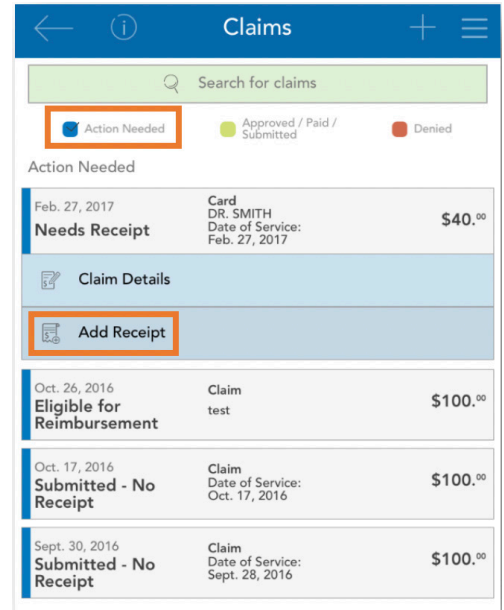 Claims
Search for claims
Action Needed
Approved / Paid /
Submitted
Denied
Action Needed
Feb. 27, 2017
Needs Receipt
Card
DR. SMITH
Date of Service:
Feb. 27, 2017
$40.00
Claim Details
Add Receipt
Oct. 26, 2016
Eligible for
Reimbursement
Claim
test
$100.00
Oct. 17, 2016
Submitted - No
Receipt
Claim
Date of Service:
Oct. 17, 2016
$100.00
Sept. 30, 2016
Submitted - No
Receipt
Claim
Date of Service:
Sept. 28, 2016
$100.00